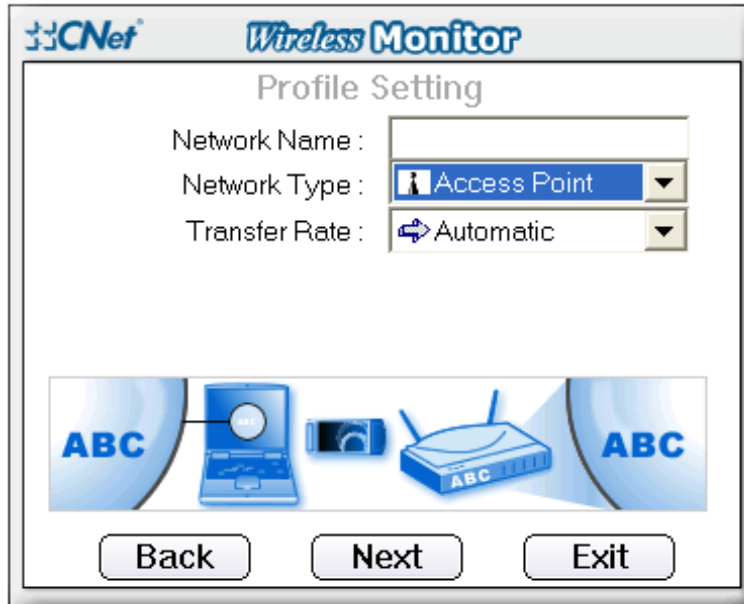 CNet Wireless Monitor
Profile Setting
Network Name :
Network Type : Access Point
Transfer Rate : Automatic
ABC ABC ABC ABC
Back Next Exit